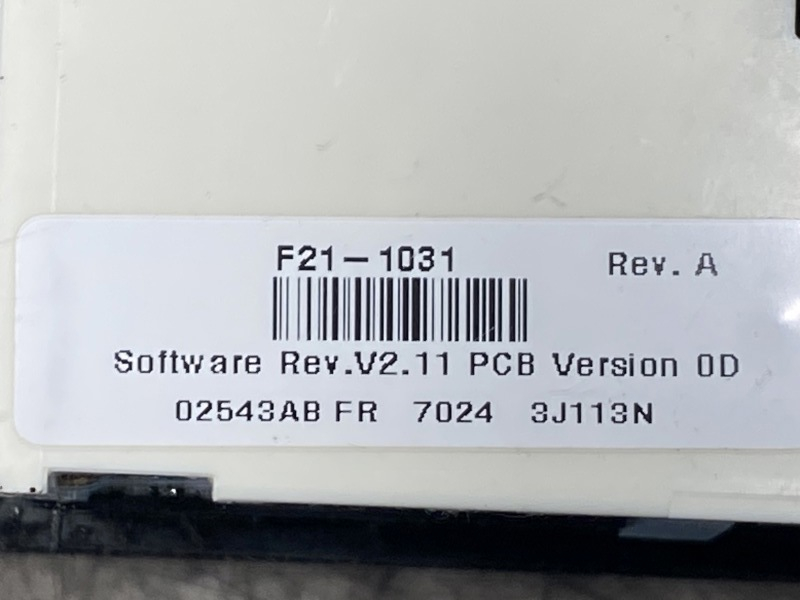 F21-1031 Rev. A
Software Rev.V2.11 PCB Version 0D
02543AB FR 7024 3J113N